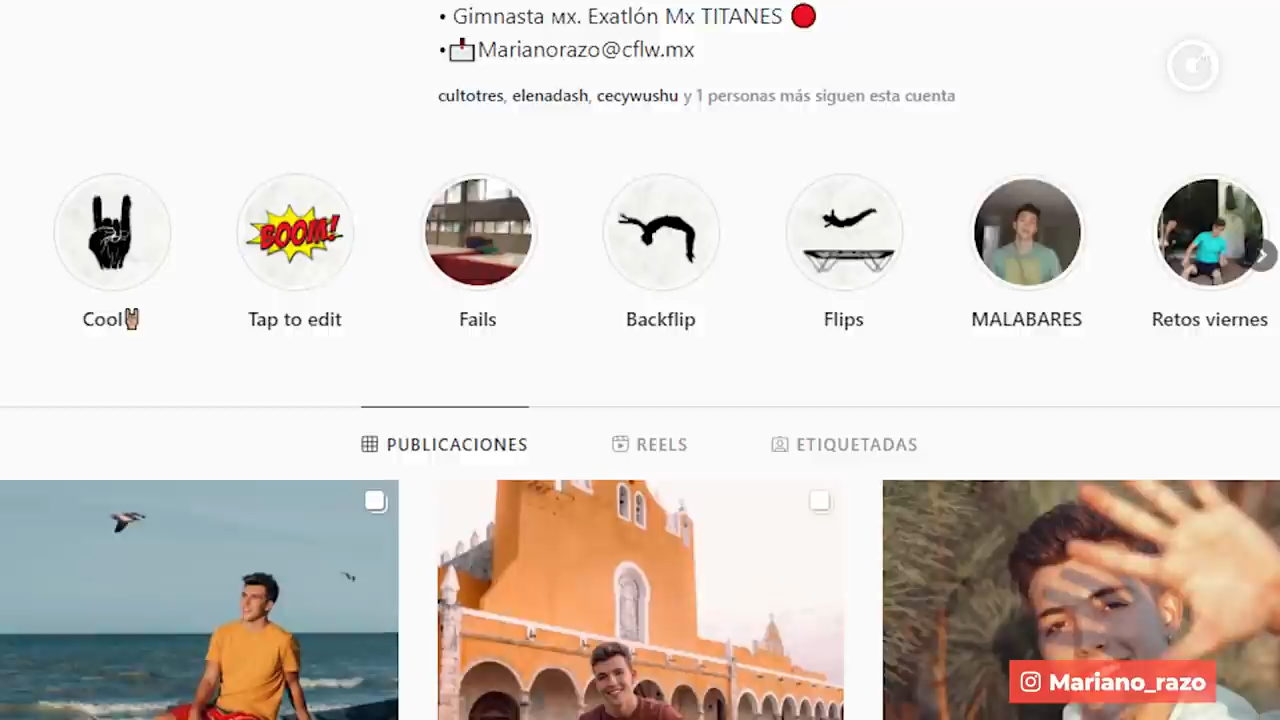 • Gimnasta мx. Exatlón Mx TITANES
• Marianorazo@cflw.mx
cultotres, elenadash, cecywushu y 1 personas más siguen esta cuenta
BOOM!
Cool
Tap to edit
Fails
Backflip
Flips
MALABARES
Retos viernes
PUBLICACIONES
REELS
ETIQUETADAS
Mariano_razo